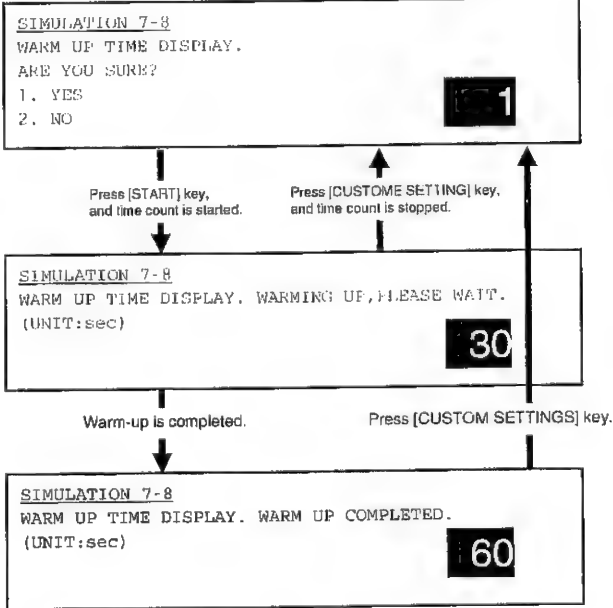 SIMULATION 7-8
WARM UP TIME DISPLAY.
ARE YOU SURE?
1. YES
2. NO
1
Press [START] key,
and time count is started.
Press [CUSTOME SETTING] key,
and time count is stopped.
SIMULATION 7-8
WARM UP TIME DISPLAY. WARMING UP,PLEASE WAIT.
(UNIT:sec)
30
Warm-up is completed.
Press [CUSTOM SETTINGS] key.
SIMULATION 7-8
WARM UP TIME DISPLAY. WARM UP COMPLETED.
(UNIT:sec)
60